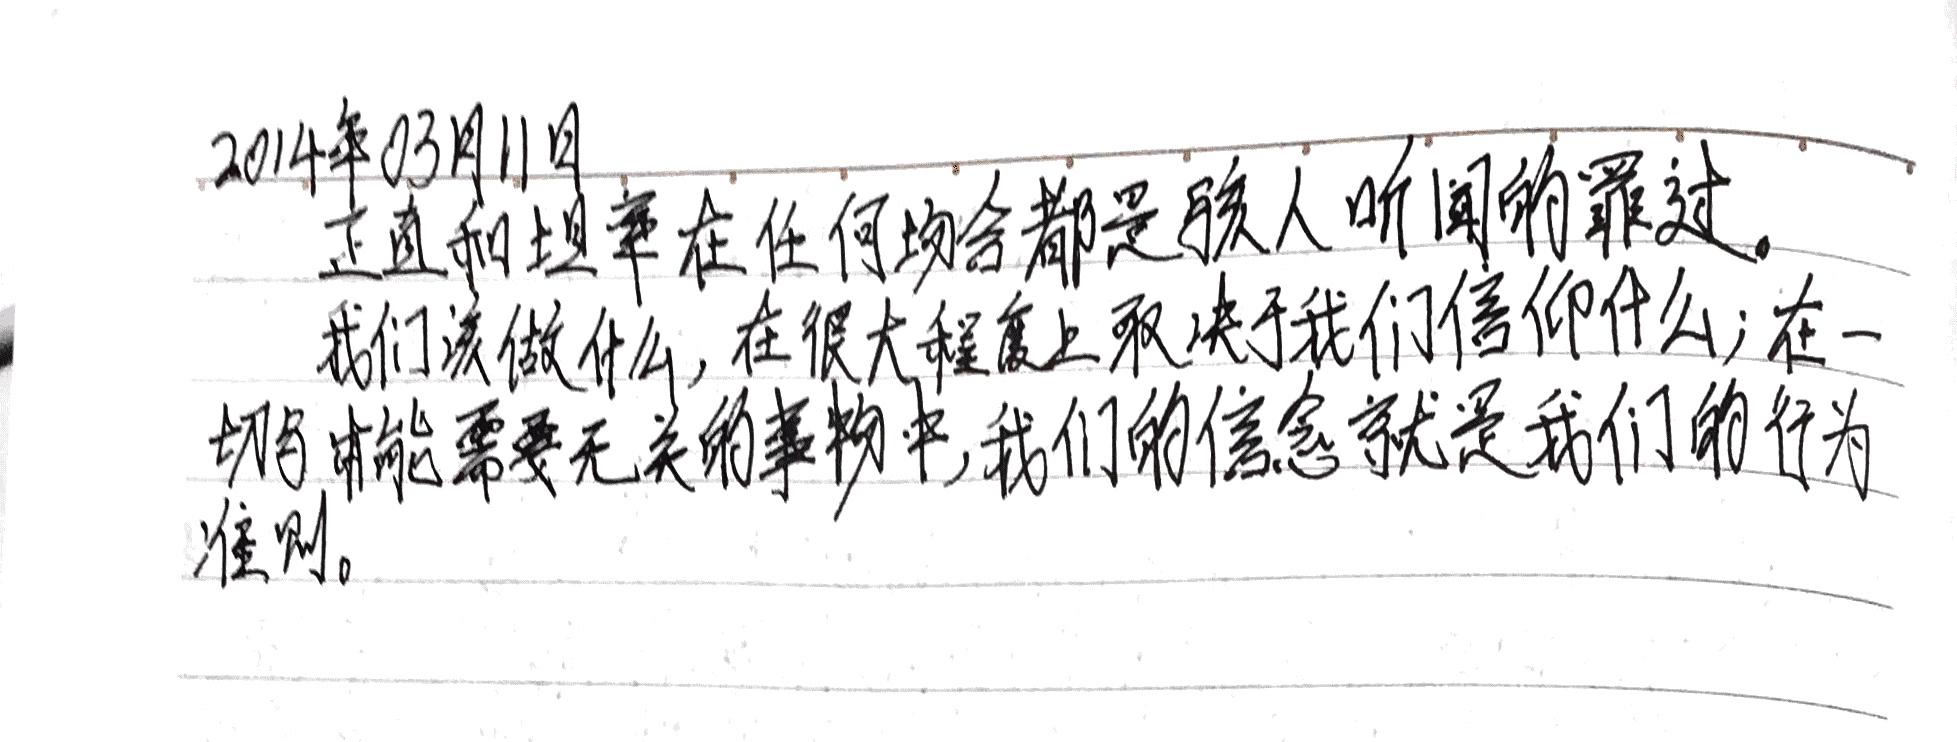 2014年03月11日
正直和坦率在任何场合都是骇人听闻的罪过。
我们该做什么,在很大程度上取决于我们信仰什么;在一
切与本能需要无关的事物中,我们的信念就是我们的行为
准则。